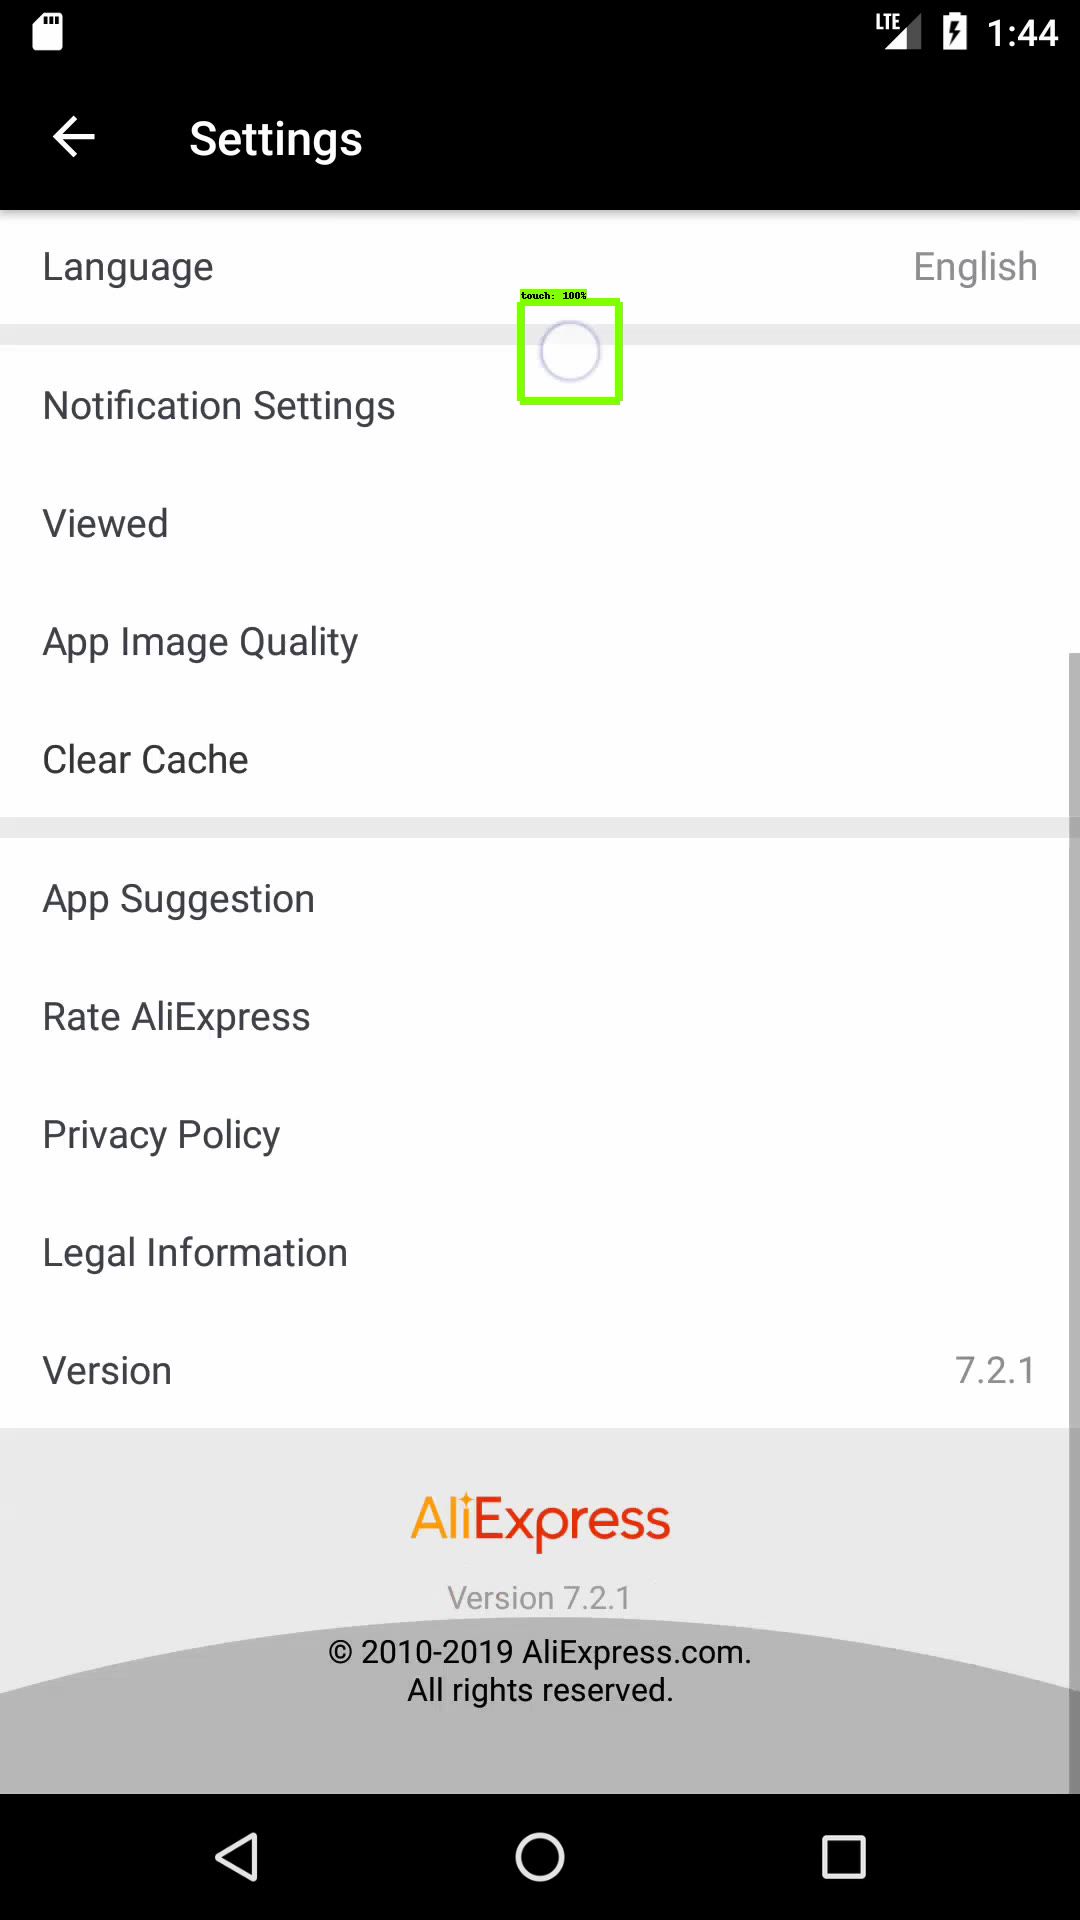 LTE 1:44
Settings
Language English
touch: 100%
Notification Settings
Viewed
App Image Quality
Clear Cache
App Suggestion
Rate AliExpress
Privacy Policy
Legal Information
Version 7.2.1
AliExpress
Version 7.2.1
© 2010-2019 AliExpress.com.
All rights reserved.